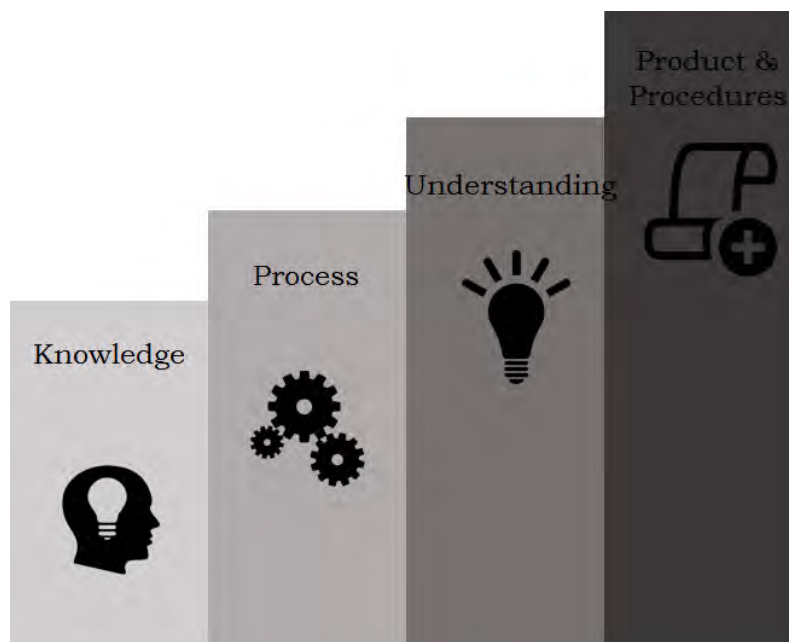 Knowledge
Process
Understanding
Product &
Procedures